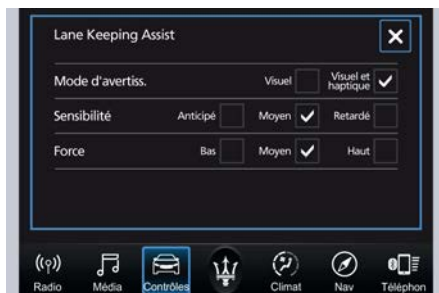 Lane Keeping Assist
Mode d'avertiss. Visuel Visuel et haptique
Sensibilité Anticipé Moyen Retardé
Force Bas Moyen Haut
Radio Média Contrôles Climat Nav Téléphon